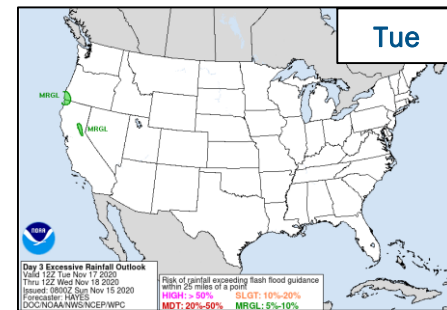 Tue
MRGL
MRGL
NOAA
Day 3 Excessive Rainfall Outlook
Valid 12Z Tue Nov 17 2020
Thru 12Z Wed Nov 18 2020
Issued: 0800Z Sun Nov 15 2020
Forecaster: HAYES
DOC/NOAA/NWS/NCEP/WPC
Risk of rainfall exceeding flash flood guidance
within 25 miles of a point
HIGH: > 50% SLGT: 10%-20%
MDT: 20%-50% MRGL: 5%-10%